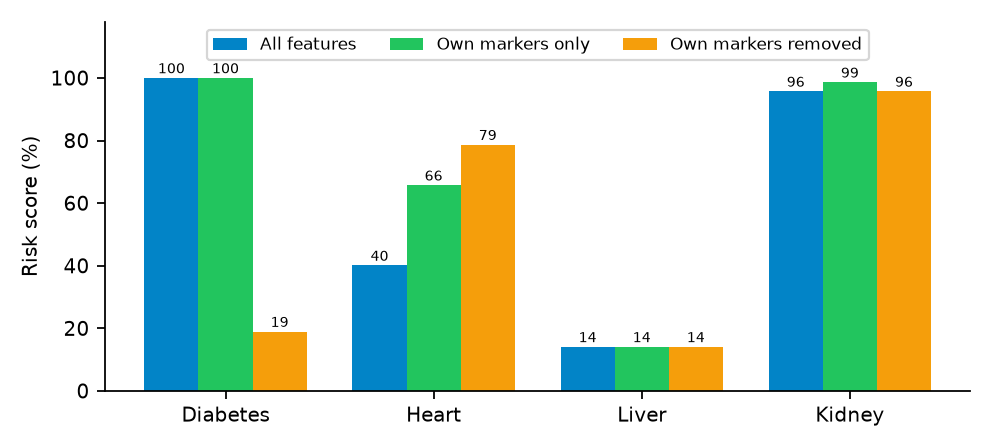 All features Own markers only Own markers removed
100 100 19 40 66 79 14 14 14 96 99 96
Risk score (%)
100
80
60
40
20
0
Diabetes Heart Liver Kidney